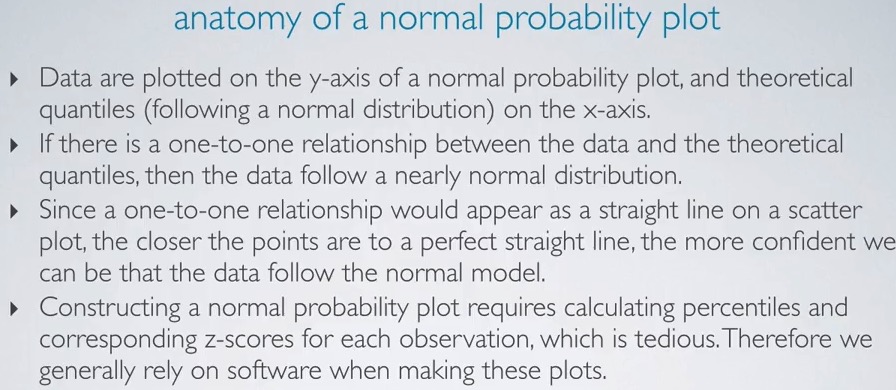 anatomy of a normal probability plot
Data are plotted on the y-axis of a normal probability plot, and theoretical
quantiles (following a normal distribution) on the x-axis.
If there is a one-to-one relationship between the data and the theoretical
quantiles, then the data follow a nearly normal distribution.
Since a one-to-one relationship would appear as a straight line on a scatter
plot, the closer the points are to a perfect straight line, the more confident we
can be that the data follow the normal model.
Constructing a normal probability plot requires calculating percentiles and
corresponding z-scores for each observation, which is tedious. Therefore we
generally rely on software when making these plots.